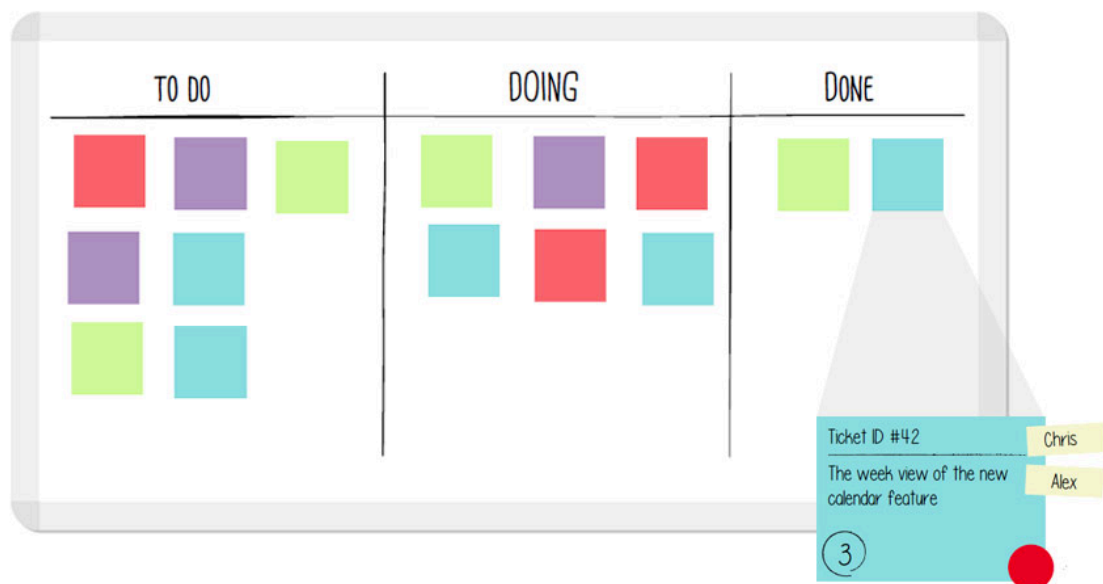 TO DO
DOING
DONE
Ticket ID #42
Chris
The week view of the new
Alex
calendar feature
3